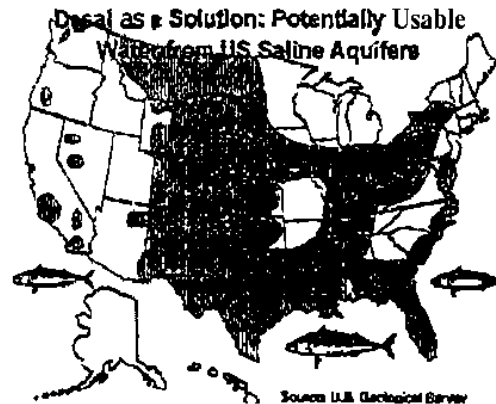 Desal as a Solution: Potentially Usable
Water from US Saline Aquifers
Source: U.S. Geological Survey